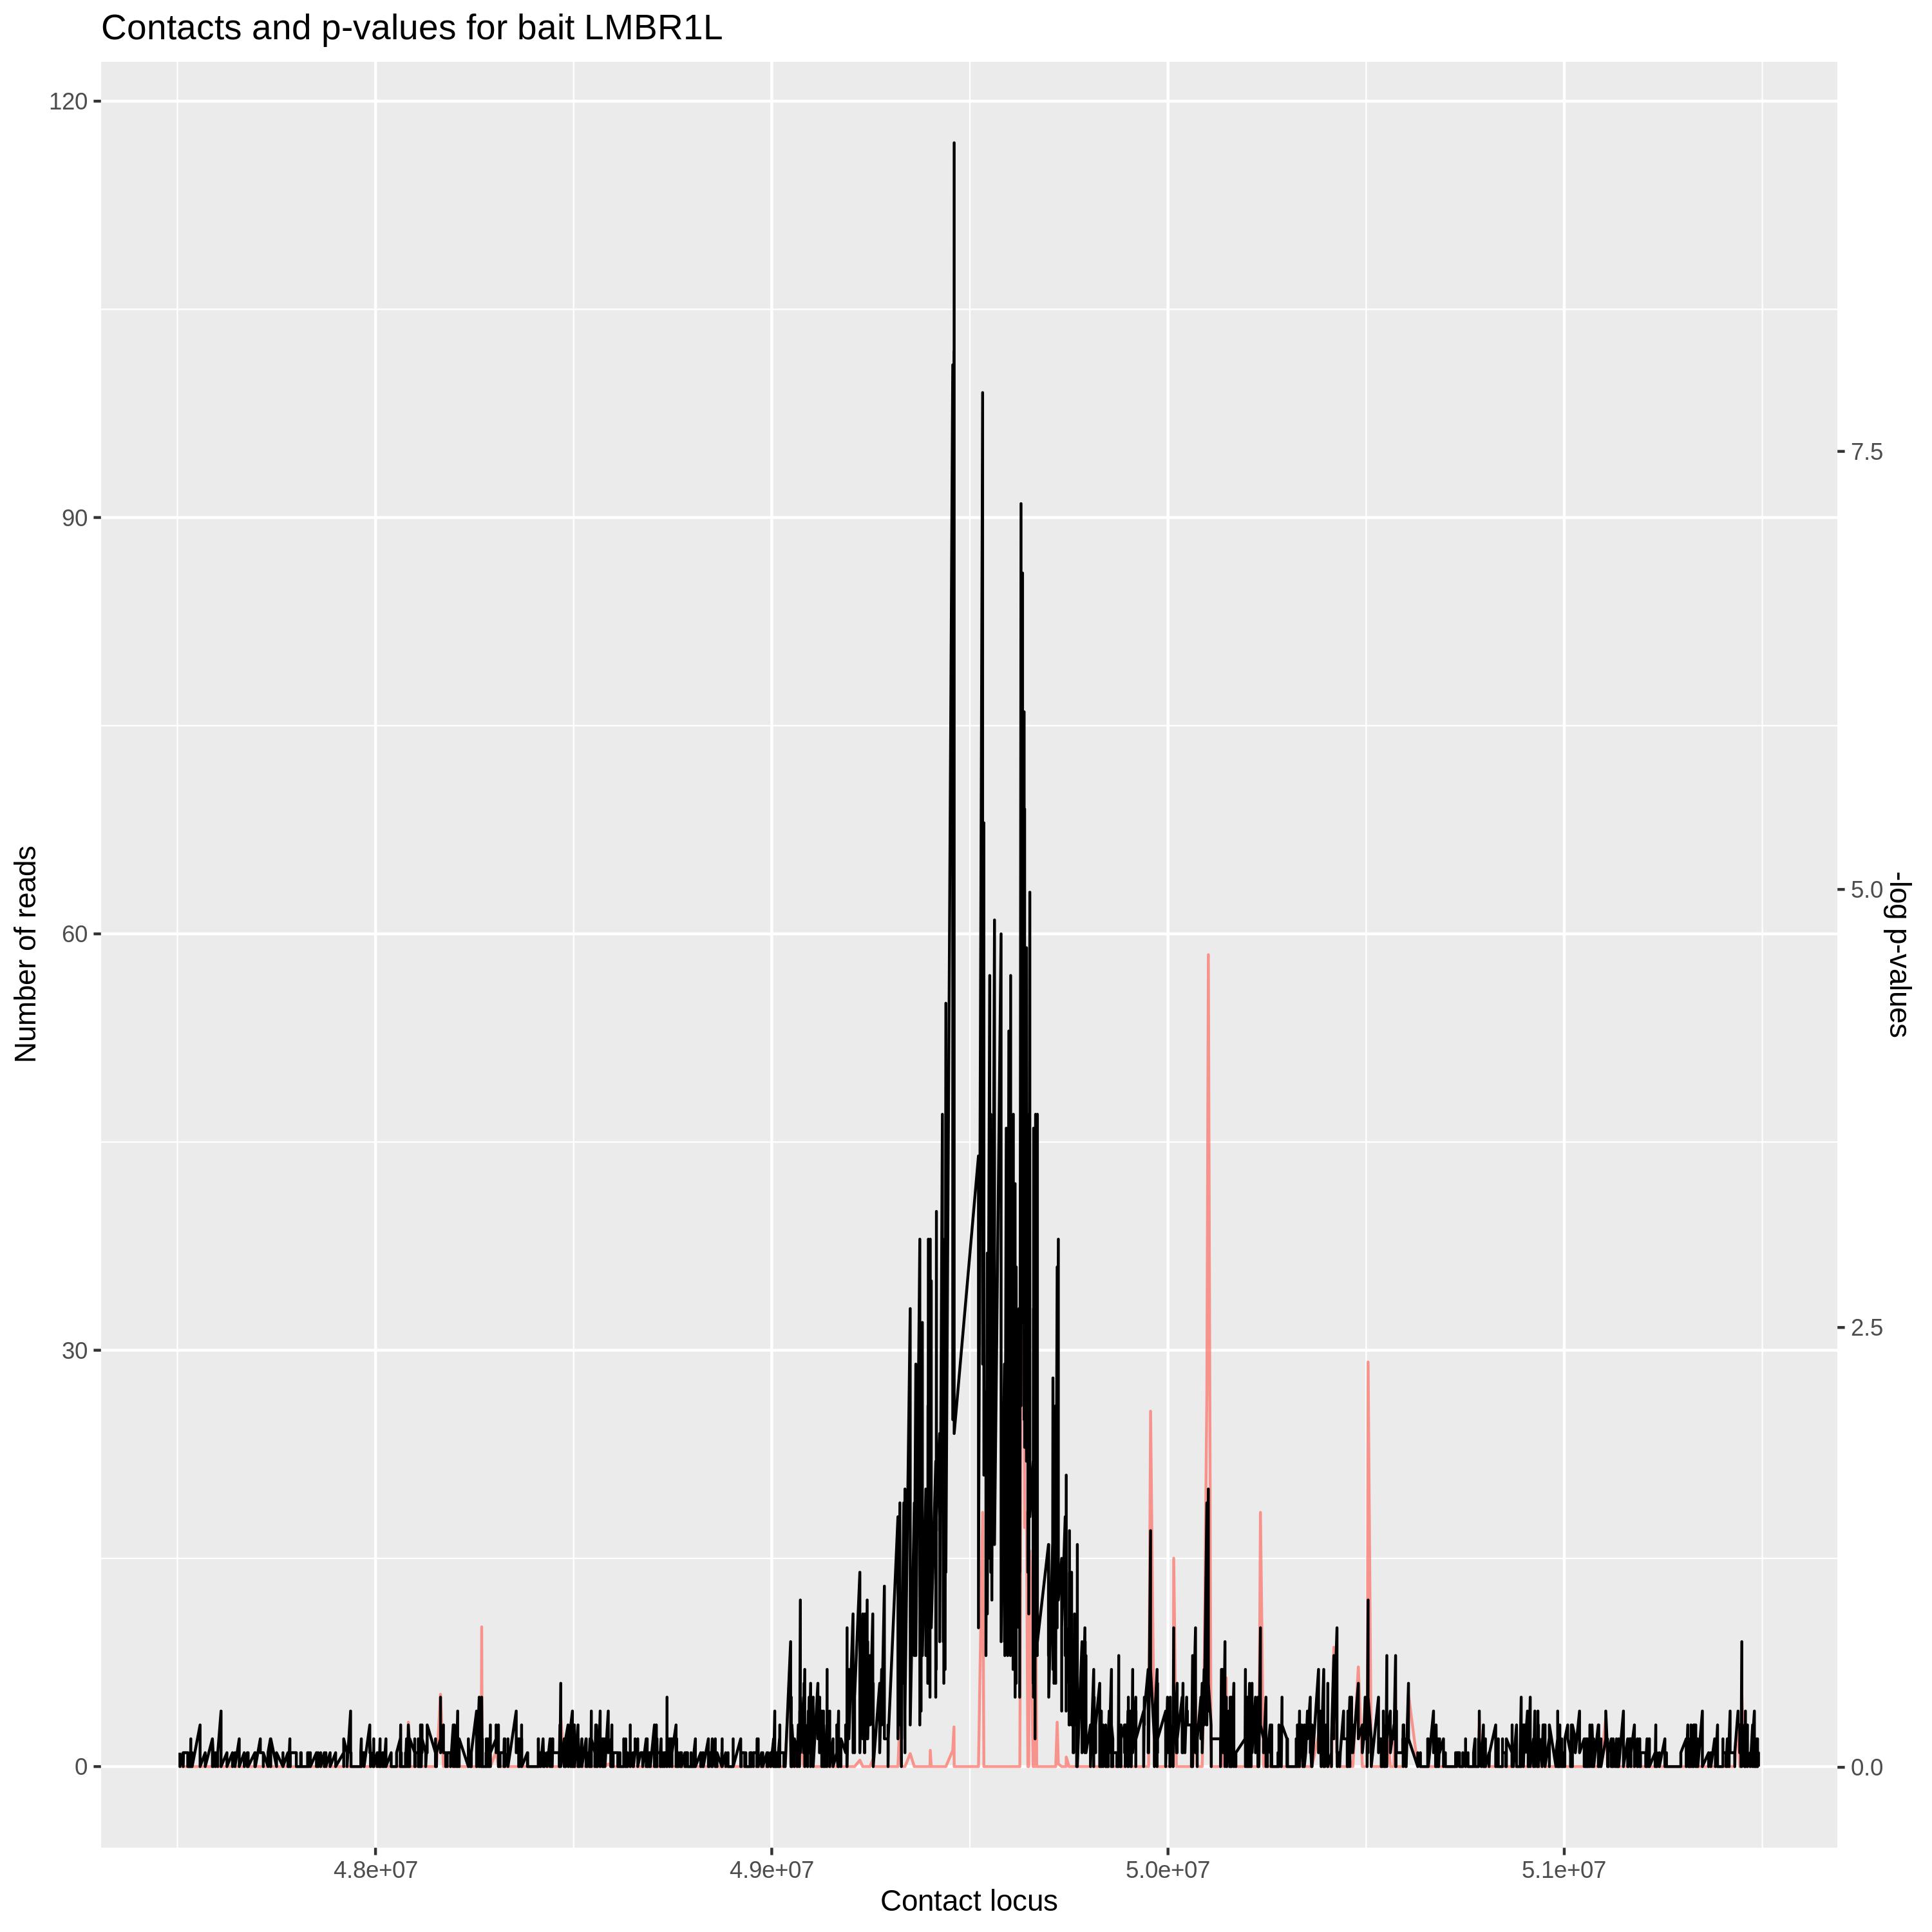 Contacts and p-values for bait LMBR1L
120
90
60
30
0
Number of reads
7.5
5.0
2.5
0.0
-log p-values
4.8e+07
4.9e+07
5.0e+07
5.1e+07
Contact locus